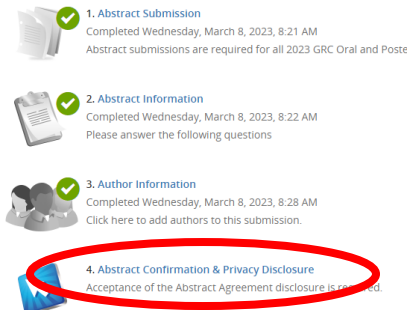 1. Abstract Submission
Completed Wednesday, March 8, 2023, 8:21 AM
Abstract submissions are required for all 2023 GRC Oral and Poste
2. Abstract Information
Completed Wednesday, March 8, 2023, 8:22 AM
Please answer the following questions
3. Author Information
Completed Wednesday, March 8, 2023, 8:28 AM
Click here to add authors to this submission.
4. Abstract Confirmation & Privacy Disclosure
Acceptance of the Abstract Agreement disclosure is required.